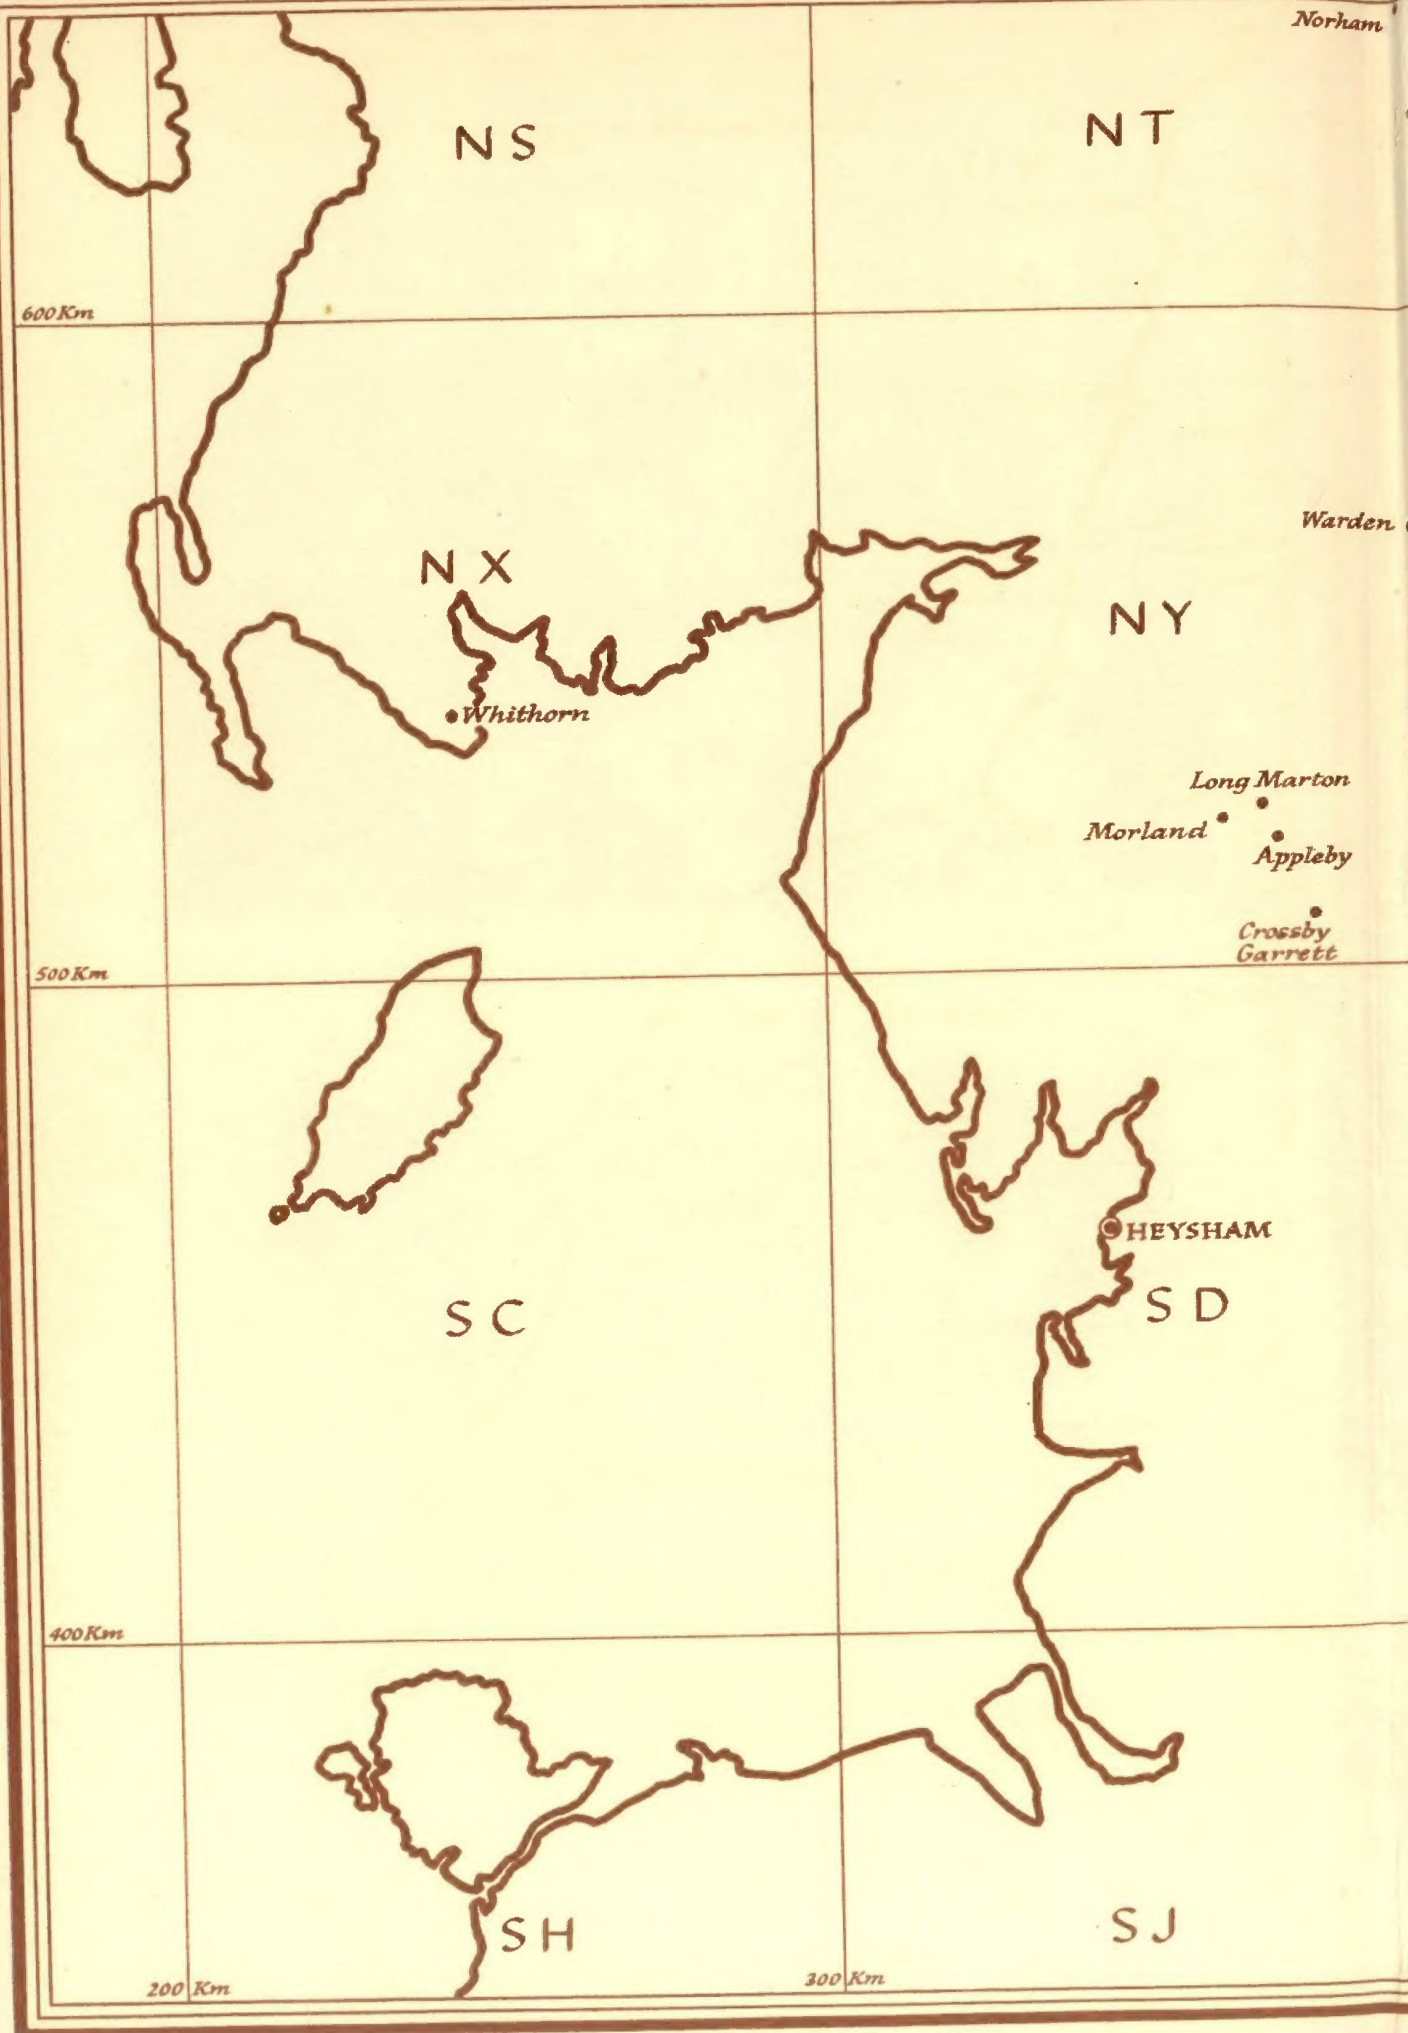 Norham
NS
NT
600 Km
Warden
NX
NY
Whithorn
Long Marton
Morland
Appleby
Crossby
Garrett
500 Km
HEYSHAM
SC
SD
400 Km
SH
SJ
200 Km
300 Km